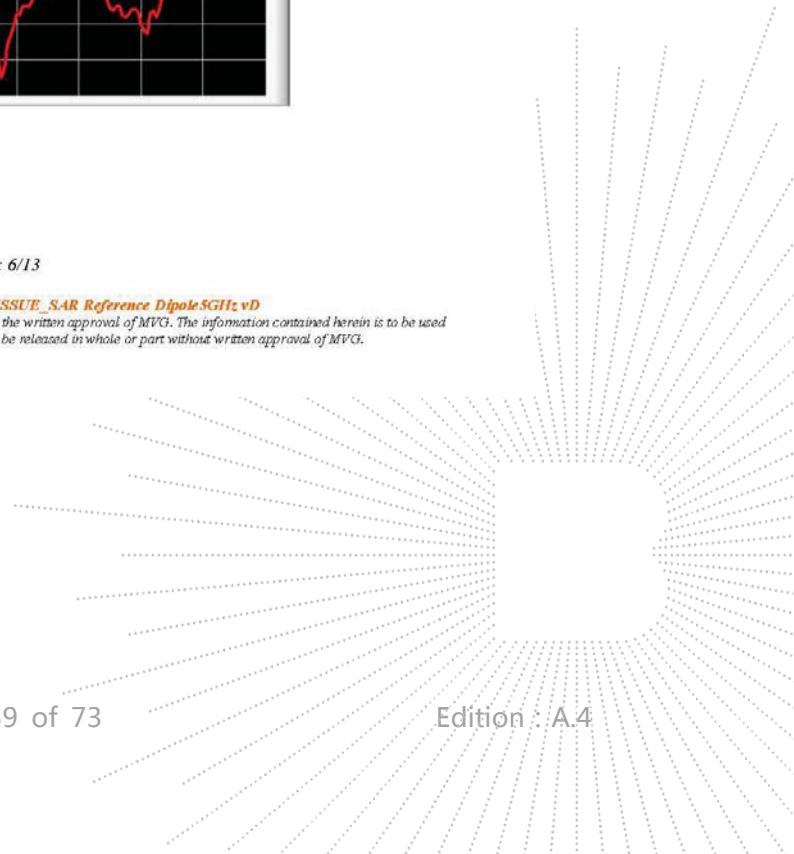 : 6/13
SSUE_SAR Reference Dipole5GHz vD
the written approval of MVG. The information contained herein is to be used
be released in whole or part without written approval of MVG.
9 of 73 Edition : A.4